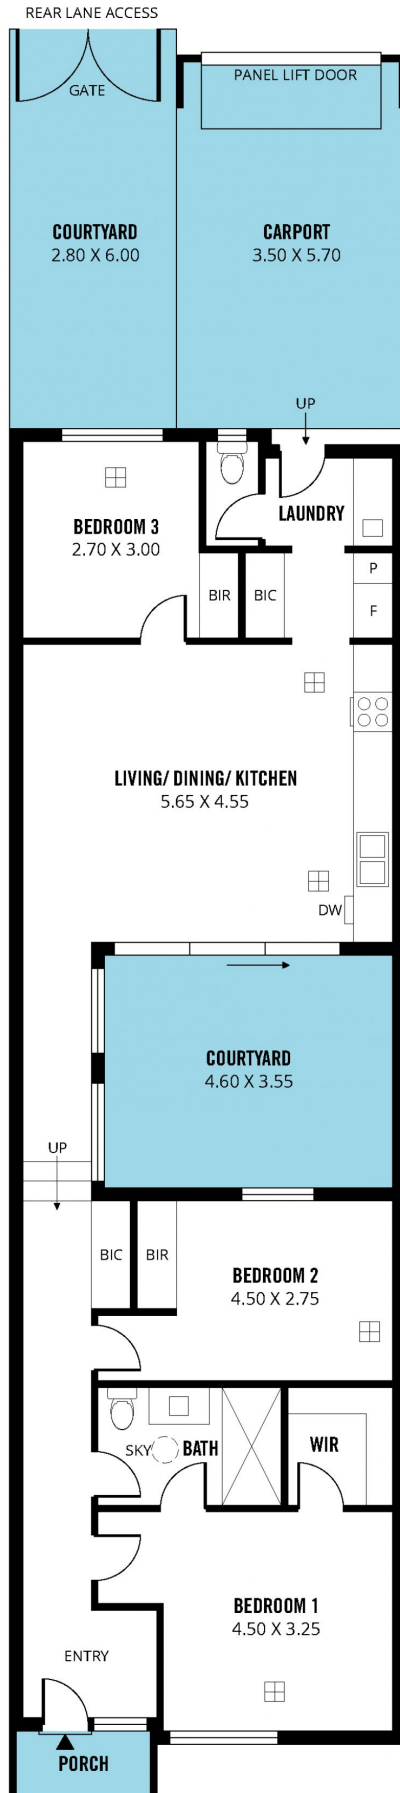 REAR LANE ACCESS
GATE
PANEL LIFT DOOR
COURTYARD
2.80 X 6.00
CARPORT
3.50 X 5.70
UP
LAUNDRY
BEDROOM 3
2.70 X 3.00
BIR
BIC
P
F
LIVING/ DINING/ KITCHEN
5.65 X 4.55
DW
COURTYARD
4.60 X 3.55
UP
BIC
BIR
BEDROOM 2
4.50 X 2.75
SKY
BATH
WIR
BEDROOM 1
4.50 X 3.25
ENTRY
PORCH